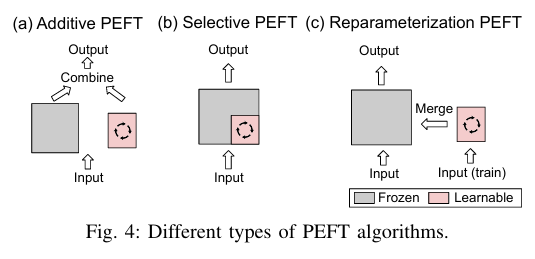 (a) Additive PEFT
Output
Combine
Input
(b) Selective PEFT
Output
Input
(c) Reparameterization PEFT
Output
Merge
Input
Input (train)
Frozen
Learnable
Fig. 4: Different types of PEFT algorithms.